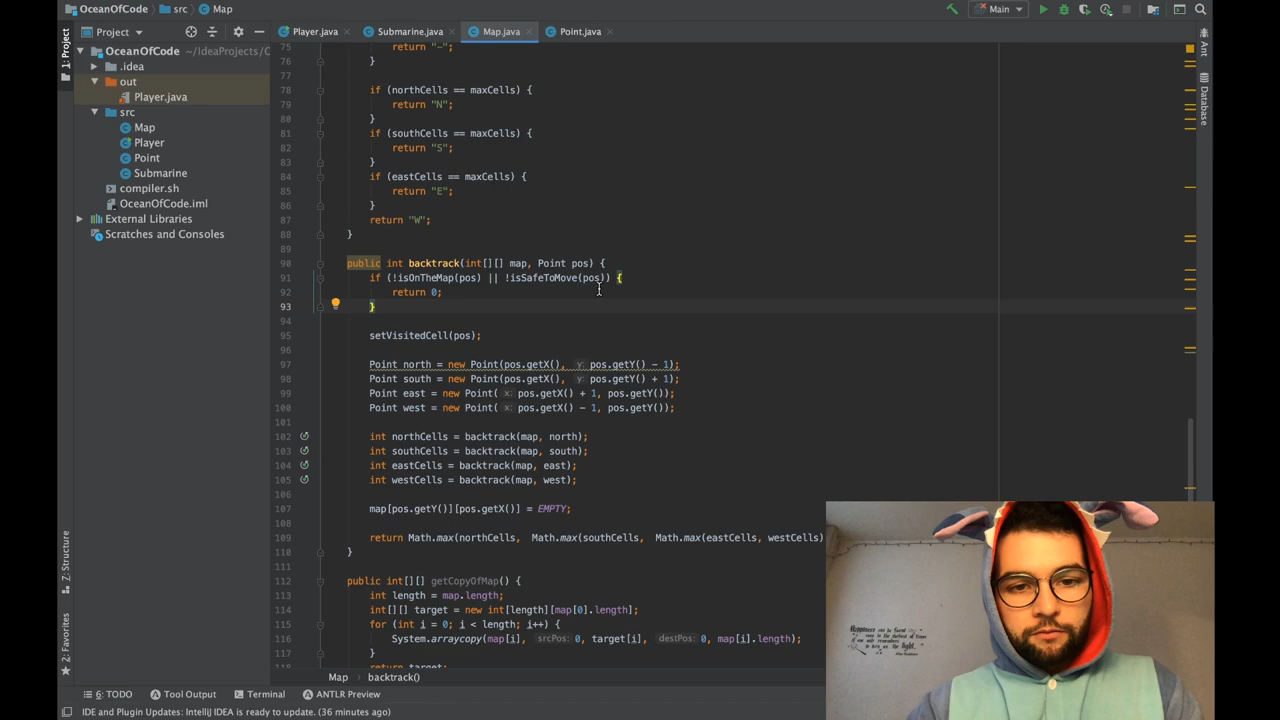 OceanOfCode src Map
Main
Project
Player.java Submarine.java Map.java Point.java
OceanOfCode ~/IdeaProjects/O
.idea
out
Player.java
src
Map
Player
Point
Submarine
compiler.sh
OceanOfCode.iml
External Libraries
Scratches and Consoles
1: Project
Z: Structure
2: Favorites
Ant
Database
75 return "-";
76 }
77
78 if (northCells == maxCells) {
79 return "N";
80 }
81 if (southCells == maxCells) {
82 return "S";
83 }
84 if (eastCells == maxCells) {
85 return "E";
86 }
87 return "W";
88 }
89
90 public int backtrack(int[][] map, Point pos) {
91 if (!isOnTheMap(pos) || !isSafeToMove(pos)) {
92 return 0;
93 }
94
95 setVisitedCell(pos);
96
97 Point north = new Point(pos.getX(), y: pos.getY() - 1);
98 Point south = new Point(pos.getX(), y: pos.getY() + 1);
99 Point east = new Point( x: pos.getX() + 1, pos.getY());
100 Point west = new Point( x: pos.getX() - 1, pos.getY());
101
102 int northCells = backtrack(map, north);
103 int southCells = backtrack(map, south);
104 int eastCells = backtrack(map, east);
105 int westCells = backtrack(map, west);
106
107 map[pos.getY()][pos.getX()] = EMPTY;
108
109 return Math.max(northCells, Math.max(southCells, Math.max(eastCells, westCells)
110 }
111
112 public int[][] getCopyOfMap() {
113 int length = map.length;
114 int[][] target = new int[length][map[0].length];
115 for (int i = 0; i < length; i++) {
116 System.arraycopy(map[i], srcPos: 0, target[i], destPos: 0, map[i].length);
117 }
118 return target;
Map backtrack()
6: TODO Tool Output Terminal ANTLR Preview
IDE and Plugin Updates: IntelliJ IDEA is ready to update. (36 minutes ago)